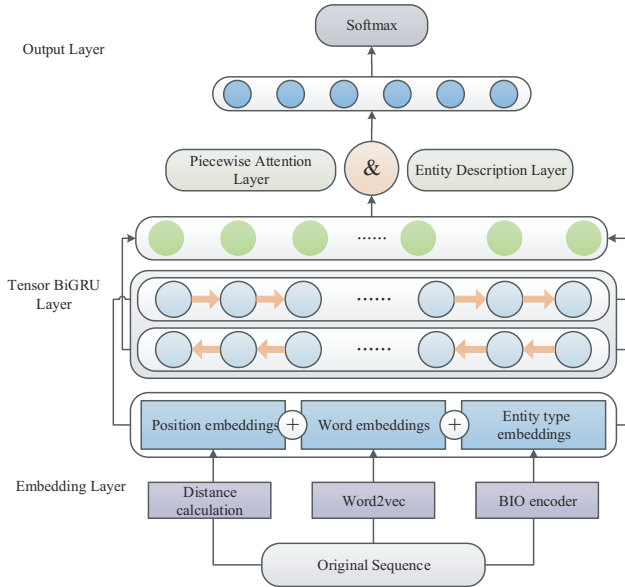 Softmax
Output Layer
Piecewise Attention
Layer
&
Entity Description Layer
······
Tensor BiGRU
Layer
······
······
Position embeddings
+
Word embeddings
+
Entity type
embeddings
Embedding Layer
Distance
calculation
Word2vec
BIO encoder
Original Sequence